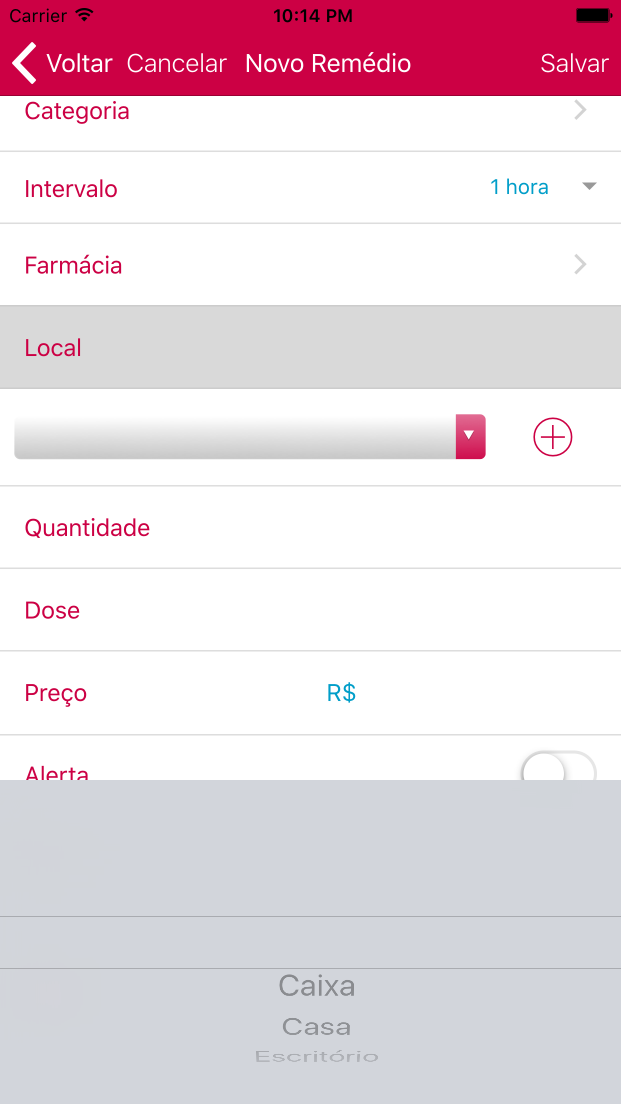 Carrier 10:14 PM
Voltar Cancelar Novo Remédio Salvar
Categoria
Intervalo 1 hora
Farmácia
Local
Quantidade
Dose
Preço R$
Alerta
Caixa
Casa
Escritório